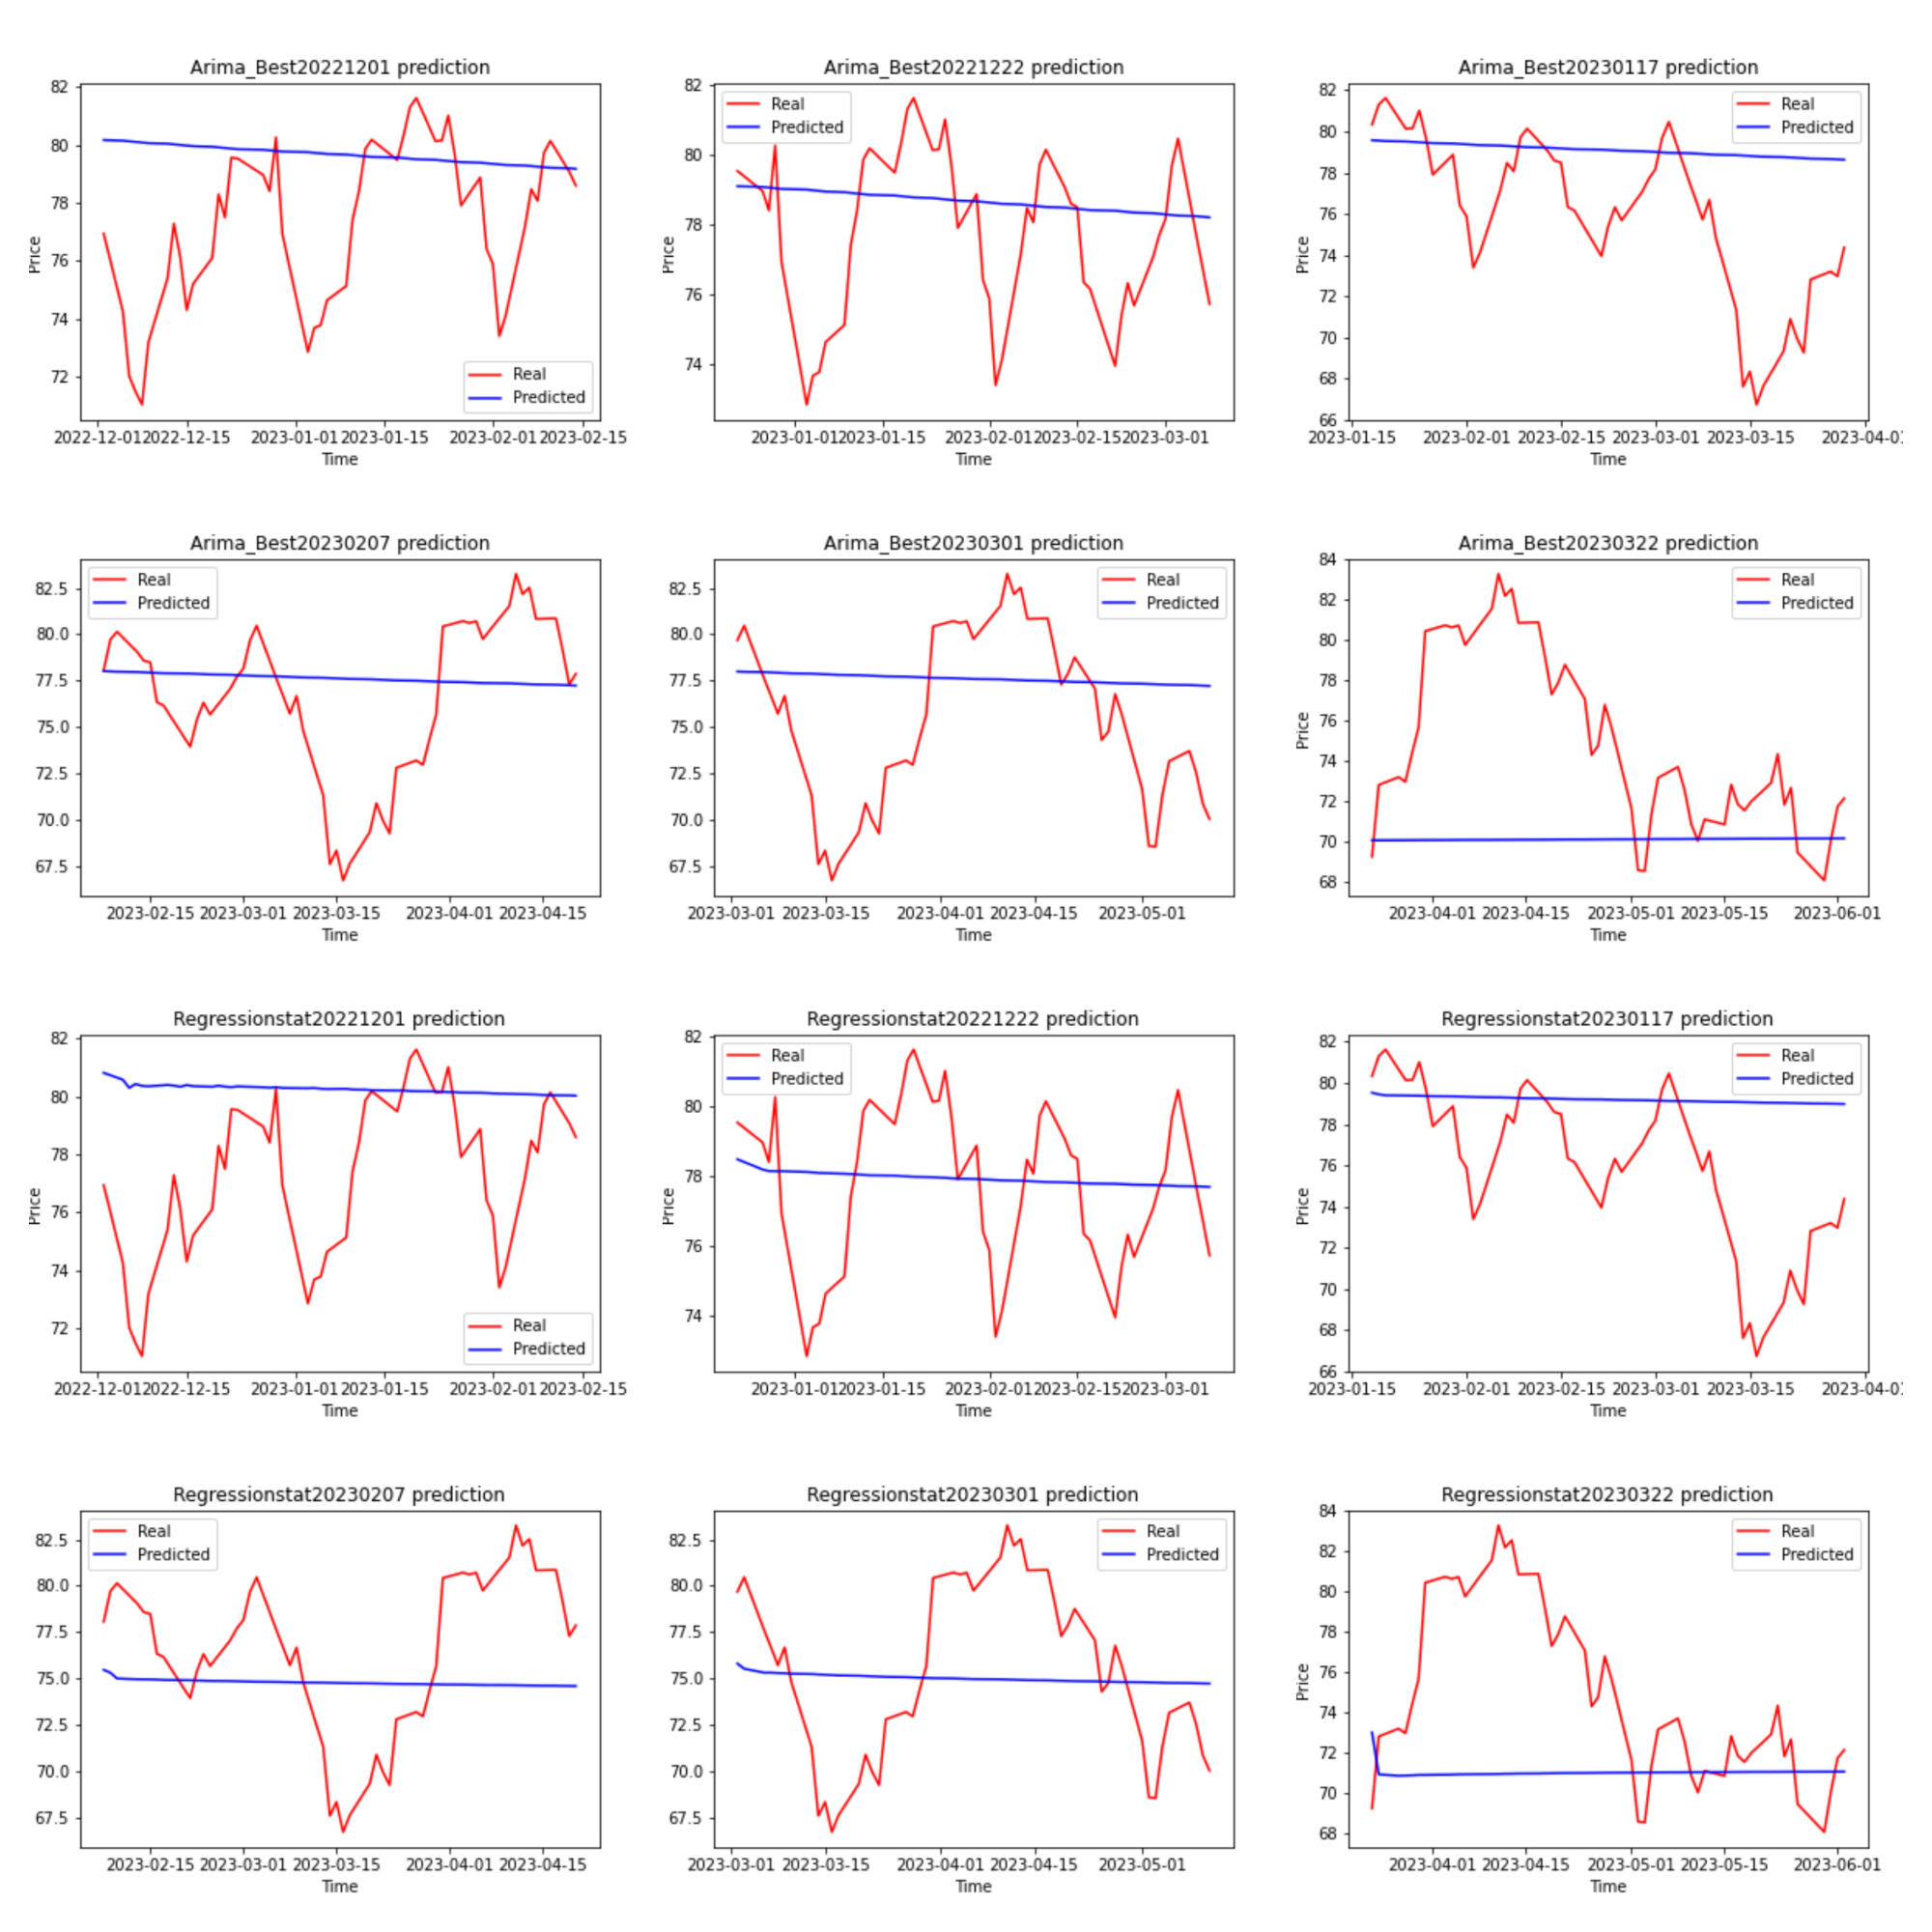 Arima_Best20221201 prediction
82
80
78
76
74
72
Price
Real
Predicted
2022-12-01
2022-12-15
2023-01-01
2023-01-15
2023-02-01
2023-02-15
Time
Arima_Best20221222 prediction
82
80
78
76
74
Price
Real
Predicted
2023-01-01
2023-01-15
2023-02-01
2023-02-15
2023-03-01
Time
Arima_Best20230117 prediction
82
80
78
76
74
72
70
68
66
Price
Real
Predicted
2023-01-15
2023-02-01
2023-02-15
2023-03-01
2023-03-15
2023-04-0
Time
Arima_Best20230207 prediction
82.5
80.0
77.5
75.0
72.5
70.0
67.5
Real
Predicted
2023-02-15
2023-03-01
2023-03-15
2023-04-01
2023-04-15
Time
Arima_Best20230301 prediction
82.5
80.0
77.5
75.0
72.5
70.0
67.5
Real
Predicted
2023-03-01
2023-03-15
2023-04-01
2023-04-15
2023-05-01
Time
Arima_Best20230322 prediction
84
82
80
78
76
74
72
70
68
Price
Real
Predicted
2023-04-01
2023-04-15
2023-05-01
2023-05-15
2023-06-01
Time
Regressionstat20221201 prediction
82
80
78
76
74
72
Price
Real
Predicted
2022-12-01
2022-12-15
2023-01-01
2023-01-15
2023-02-01
2023-02-15
Time
Regressionstat20221222 prediction
82
80
78
76
74
Price
Real
Predicted
2023-01-01
2023-01-15
2023-02-01
2023-02-15
2023-03-01
Time
Regressionstat20230117 prediction
82
80
78
76
74
72
70
68
66
Price
Real
Predicted
2023-01-15
2023-02-01
2023-02-15
2023-03-01
2023-03-15
2023-04-0
Time
Regressionstat20230207 prediction
82.5
80.0
77.5
75.0
72.5
70.0
67.5
Real
Predicted
2023-02-15
2023-03-01
2023-03-15
2023-04-01
2023-04-15
Time
Regressionstat20230301 prediction
82.5
80.0
77.5
75.0
72.5
70.0
67.5
Real
Predicted
2023-03-01
2023-03-15
2023-04-01
2023-04-15
2023-05-01
Time
Regressionstat20230322 prediction
84
82
80
78
76
74
72
70
68
Price
Real
Predicted
2023-04-01
2023-04-15
2023-05-01
2023-05-15
2023-06-01
Time